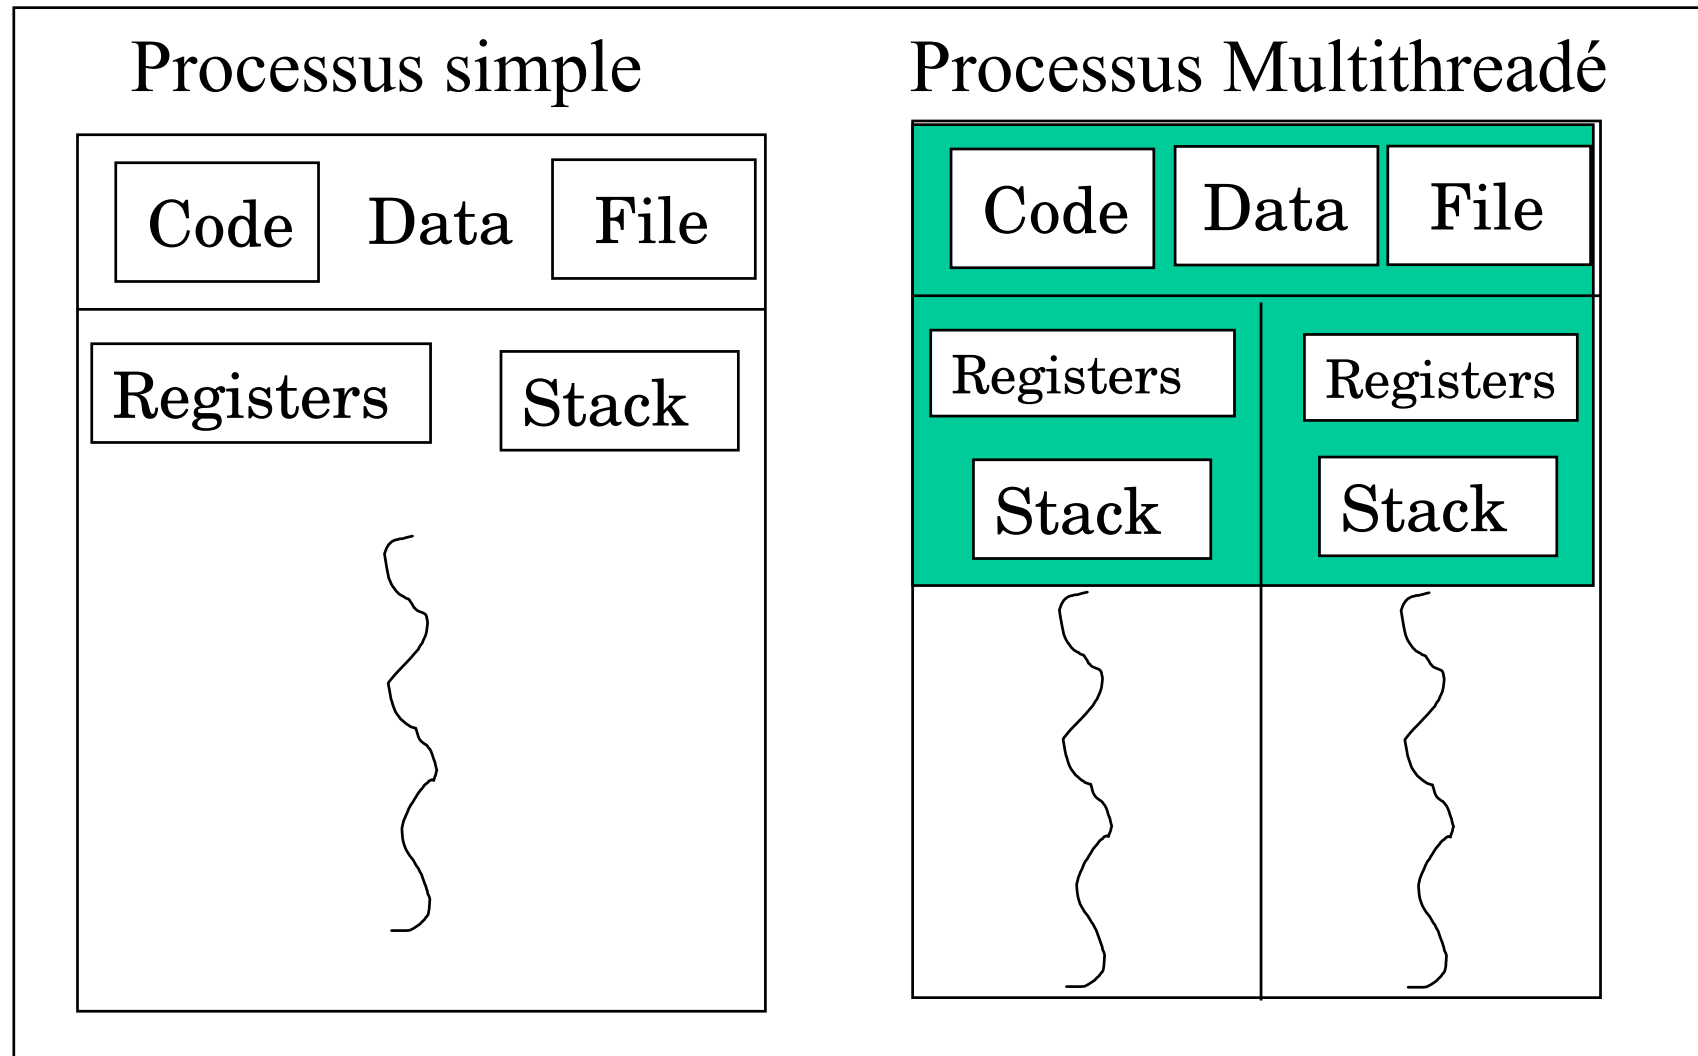 Processus simple
Code Data File
Registers Stack
Processus Multithreadé
Code Data File
Registers Registers
Stack Stack